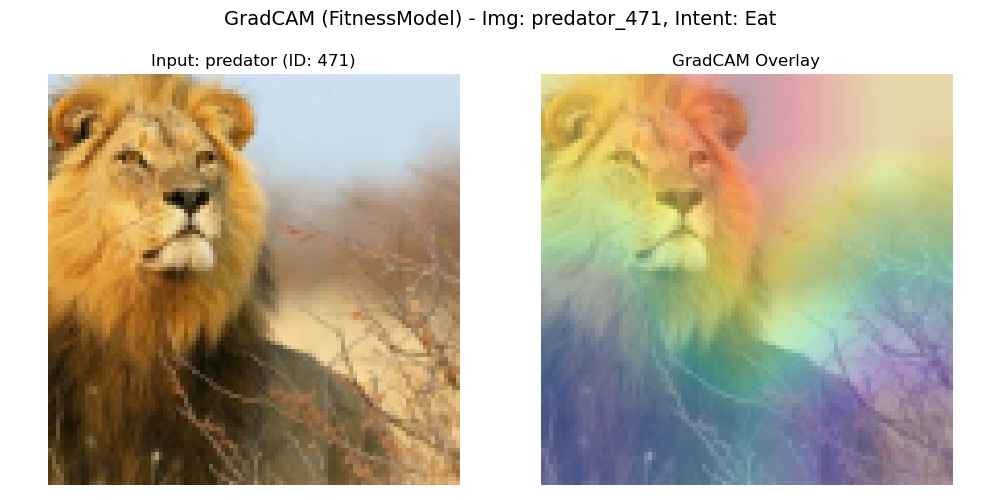 GradCAM (FitnessModel) - Img: predator_471, Intent: Eat
Input: predator (ID: 471)
GradCAM Overlay